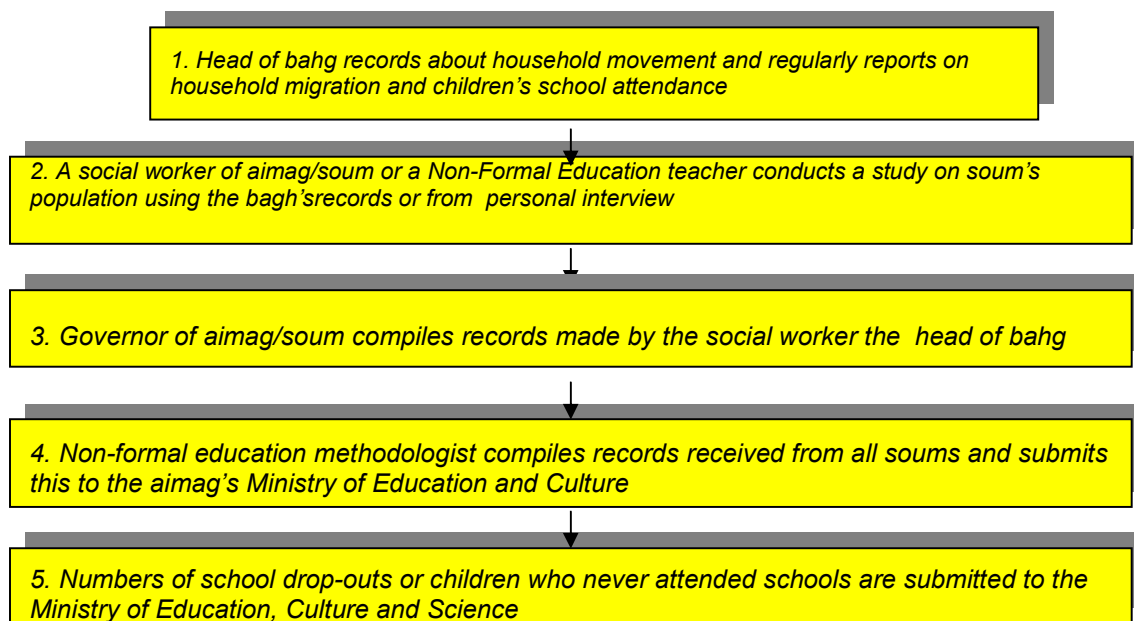 1. Head of bahg records about household movement and regularly reports on
household migration and children's school attendance
2. A social worker of aimag/soum or a Non-Formal Education teacher conducts a study on soum's
population using the bagh'srecords or from  personal interview
3. Governor of aimag/soum compiles records made by the social worker the  head of bahg
4. Non-formal education methodologist compiles records received from all soums and submits
this to the aimag's Ministry of Education and Culture
5. Numbers of school drop-outs or children who never attended schools are submitted to the
Ministry of Education, Culture and Science